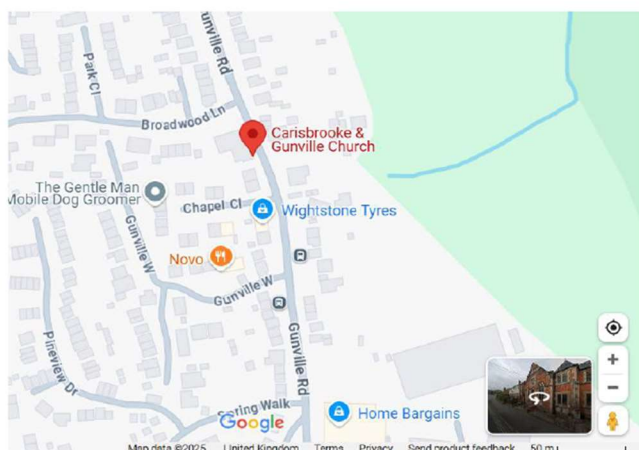 Gunville Rd
Park Cl
Broadwood Ln
Carisbrooke &
Gunville Church
The Gentle Man
Mobile Dog Groomer
Chapel Cl
Wightstone Tyres
Gunville W
Novo
Gunville W
Gunville Rd
Pineview Dr
Spring Walk
Google
Home Bargains
Map data ©2025 United Kingdom Terms Privacy Send product feedback 50 m